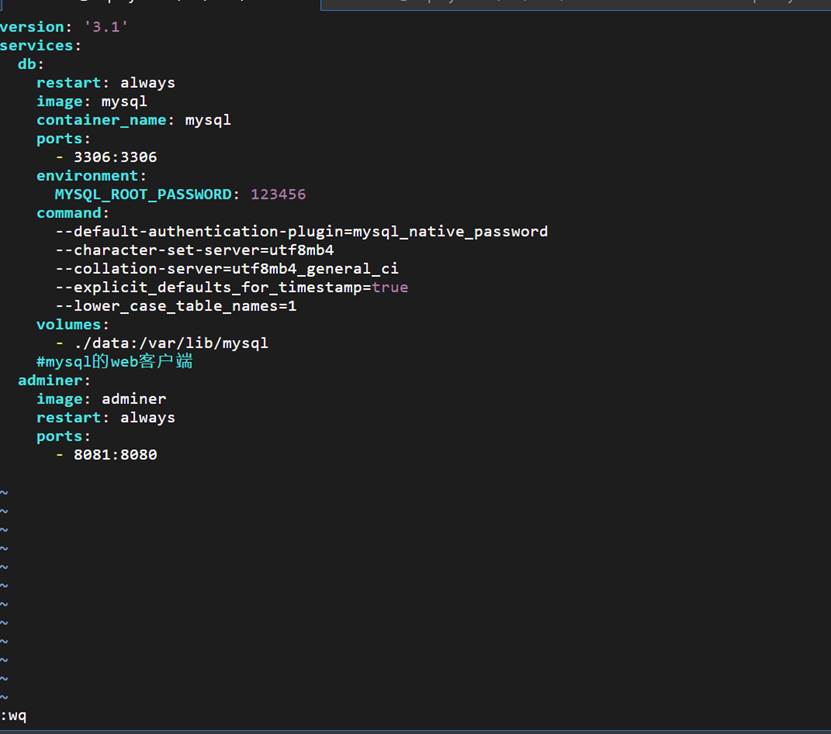 version: '3.1'
services:
  db:
    restart: always
    image: mysql
    container_name: mysql
    ports:
      - 3306:3306
    environment:
      MYSQL_ROOT_PASSWORD: 123456
    command:
      --default-authentication-plugin=mysql_native_password
      --character-set-server=utf8mb4
      --collation-server=utf8mb4_general_ci
      --explicit_defaults_for_timestamp=true
      --lower_case_table_names=1
    volumes:
      - ./data:/var/lib/mysql
    #mysql的web客户端
  adminer:
    image: adminer
    restart: always
    ports:
      - 8081:8080
~
~
~
~
~
~
~
~
~
~
~
~
:wq